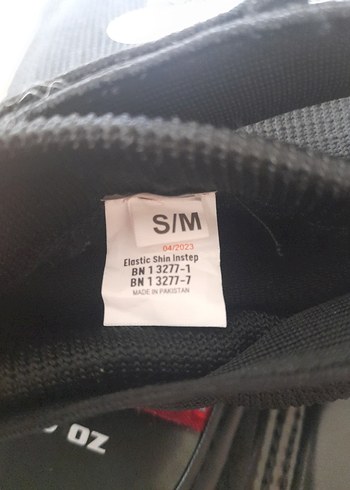 S/M
04/2023
Elastic Shin Instep
BN 1 3277-1
BN 1 3277-7
MADE IN PAKISTAN
OZ